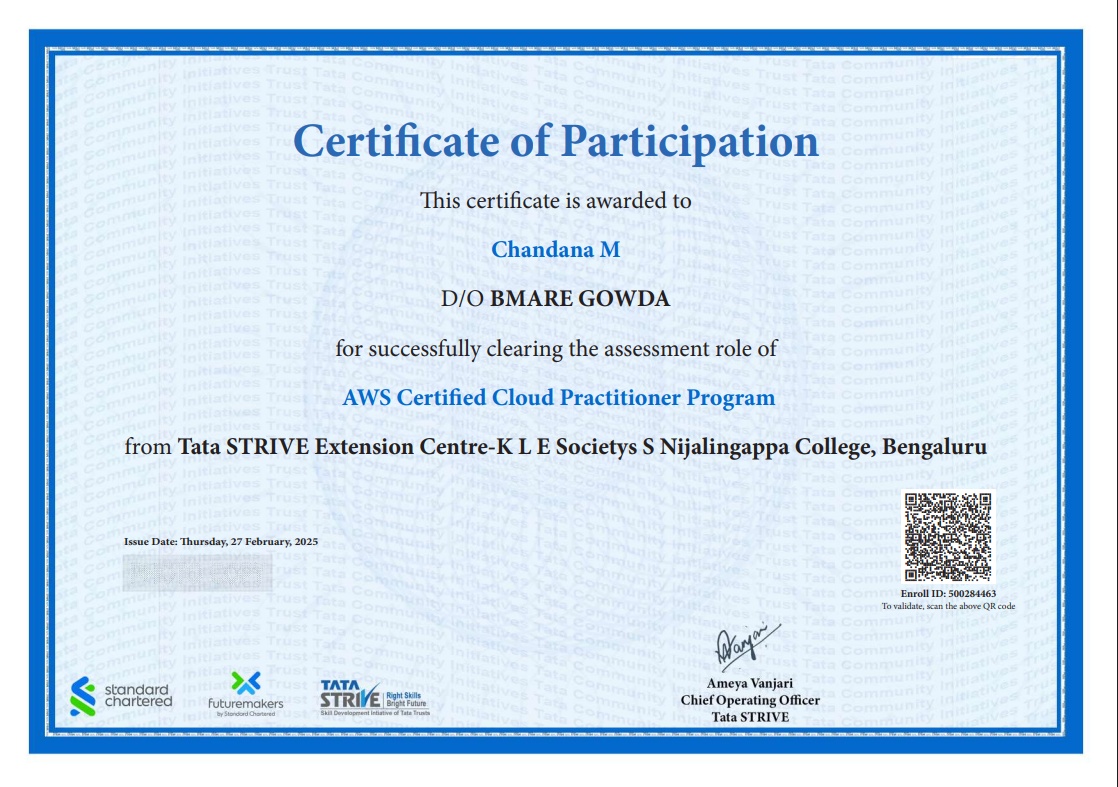 Certificate of Participation
This certificate is awarded to
Chandana M
D/O BMARE GOWDA
for successfully clearing the assessment role of
AWS Certified Cloud Practitioner Program
from Tata STRIVE Extension Centre-K L E Societys S Nijalingappa College, Bengaluru
Issue Date: Thursday, 27 February, 2025
Enroll ID: 500284463
To validate, scan the above QR code
Ameya Vanjari
Chief Operating Officer
Tata STRIVE
standard
chartered
futuremakers
by Standard Chartered
TATA
STRIVE
Right Skills
Bright Future
Skill Development Intiative of Tata Trusts